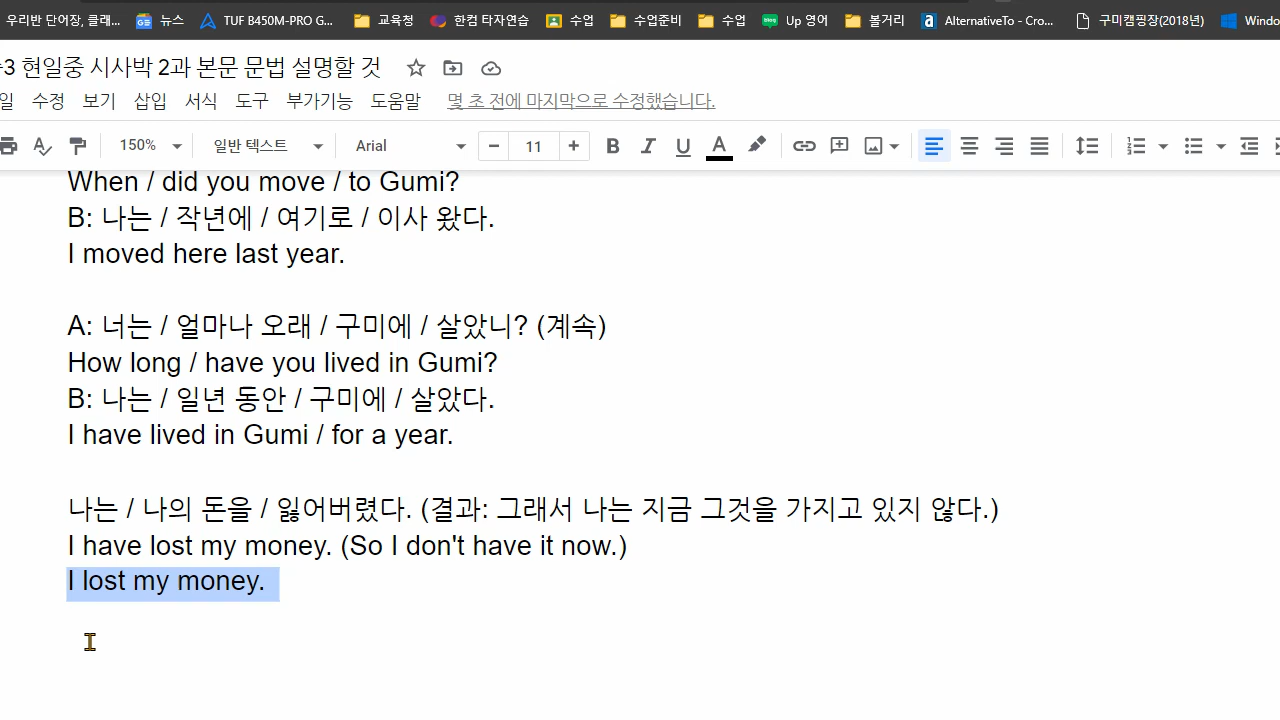 우리반 단어장, 클래... 뉴스 TUF B450M-PRO G... 교육청 한컴 타자연습 수업 수업준비 수업 Up 영어 볼거리 AlternativeTo - Cro... 구미캠핑장(2018년) Windo
3 현일중 시사박 2과 본문 문법 설명할 것
일 수정 보기 삽입 서식 도구 부가기능 도움말 몇 초 전에 마지막으로 수정했습니다.
150% 일반 텍스트 Arial 11 B I U A
When / did you move / to Gumi?
B: 나는 / 작년에 / 여기로 / 이사 왔다.
I moved here last year.
A: 너는 / 얼마나 오래 / 구미에 / 살았니? (계속)
How long / have you lived in Gumi?
B: 나는 / 일년 동안 / 구미에 / 살았다.
I have lived in Gumi / for a year.
나는 / 나의 돈을 / 잃어버렸다. (결과: 그래서 나는 지금 그것을 가지고 있지 않다.)
I have lost my money. (So I don't have it now.)
I lost my money.